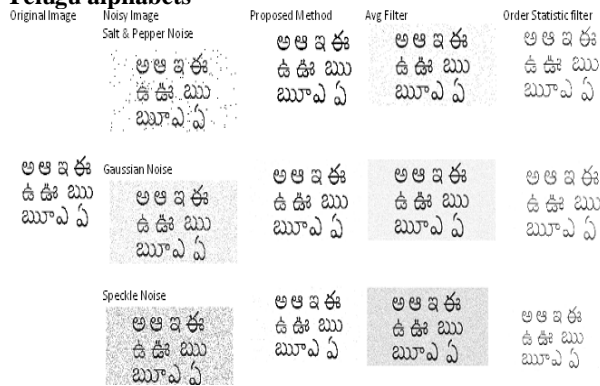 Telugu alphabets
Original Image
Noisy Image
Proposed Method
Avg Filter
Order Statistic filter
Salt & Pepper Noise
అ ఆ ఇ ఈ
ఉ ఊ ఋ
ౠ ఎ ఏ
అ ఆ ఇ ఈ
ఉ ఊ ఋ
ౠ ఎ ఏ
అ ఆ ఇ ఈ
ఉ ఊ ఋ
ౠ ఎ ఏ
అ ఆ ఇ ఈ
ఉ ఊ ఋ
ౠ ఎ ఏ
అ ఆ ఇ ఈ
ఉ ఊ ఋ
ౠ ఎ ఏ
Gaussian Noise
అ ఆ ఇ ఈ
ఉ ఊ ఋ
ౠ ఎ ఏ
అ ఆ ఇ ఈ
ఉ ఊ ఋ
ౠ ఎ ఏ
అ ఆ ఇ ఈ
ఉ ఊ ఋ
ౠ ఎ ఏ
అ ఆ ఇ ఈ
ఉ ఊ ఋ
ౠ ఎ ఏ
Speckle Noise
అ ఆ ఇ ఈ
ఉ ఊ ఋ
ౠ ఎ ఏ
అ ఆ ఇ ఈ
ఉ ఊ ఋ
ౠ ఎ ఏ
అ ఆ ఇ ఈ
ఉ ఊ ఋ
ౠ ఎ ఏ
అ ఆ ఇ ఈ
ఉ ఊ ఋ
ౠ ఎ ఏ